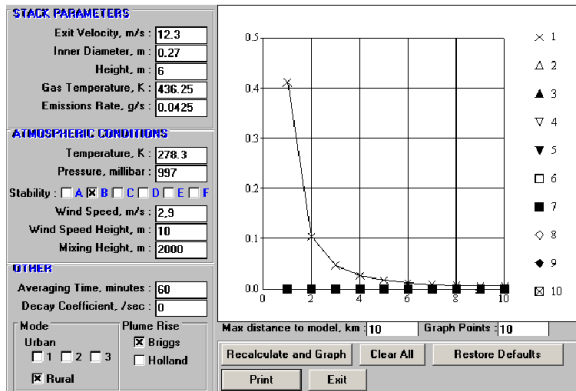 STACK PARAMETERS
Exit Velocity, m/s : 12.3
Inner Diameter, m : 0.27
Height, m : 6
Gas Temperature, K : 436.25
Emissions Rate, g/s : 0.0425
ATMOSPHERIC CONDITIONS
Temperature, K : 278.3
Pressure, millibar : 997
Stability : A B C D E F
Wind Speed, m/s : 2,9
Wind Speed Height, m : 10
Mixing Height, m : 2000
OTHER
Averaging Time, minutes : 60
Decay Coefficient, /sec : 0
Mode
Urban
1 2 3
Rural
Plume Rise
Briggs
Holland
0.5
0.4
0.3
0.2
0.1
0.0
0 2 4 6 8 10
1
2
3
4
5
6
7
8
9
10
Max distance to model, km : 10 Graph Points : 10
Recalculate and Graph Clear All Restore Defaults
Print Exit